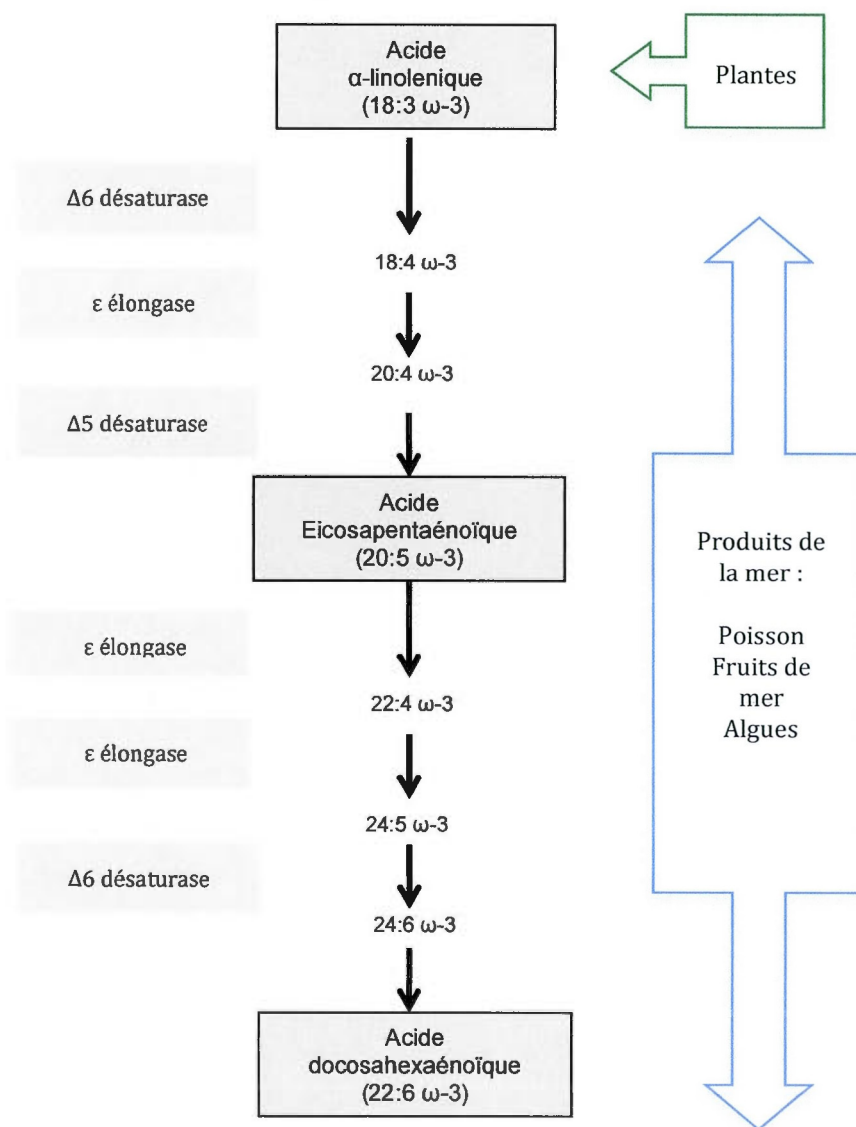 Acide
α-linolenique
(18:3 ω-3)
Plantes
Δ6 désaturase
18:4 ω-3
ε élongase
20:4 ω-3
Δ5 désaturase
Acide
Eicosapentaénoïque
(20:5 ω-3)
Produits de
la mer :
Poisson
Fruits de
mer
Algues
ε élongase
22:4 ω-3
ε élongase
24:5 ω-3
Δ6 désaturase
24:6 ω-3
Acide
docosahexaénoïque
(22:6 ω-3)